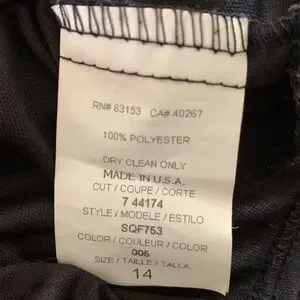 RN# 63153 CA# 40267
100% POLYESTER
DRY CLEAN ONLY
MADE IN U.S.A.
CUT / COUPE / CORTE
7 44174
STYLE / MODELE / ESTILO
SQF753
COLOR / COULEUR / COLOR
006
SIZE / TAILLE / TALLA
14